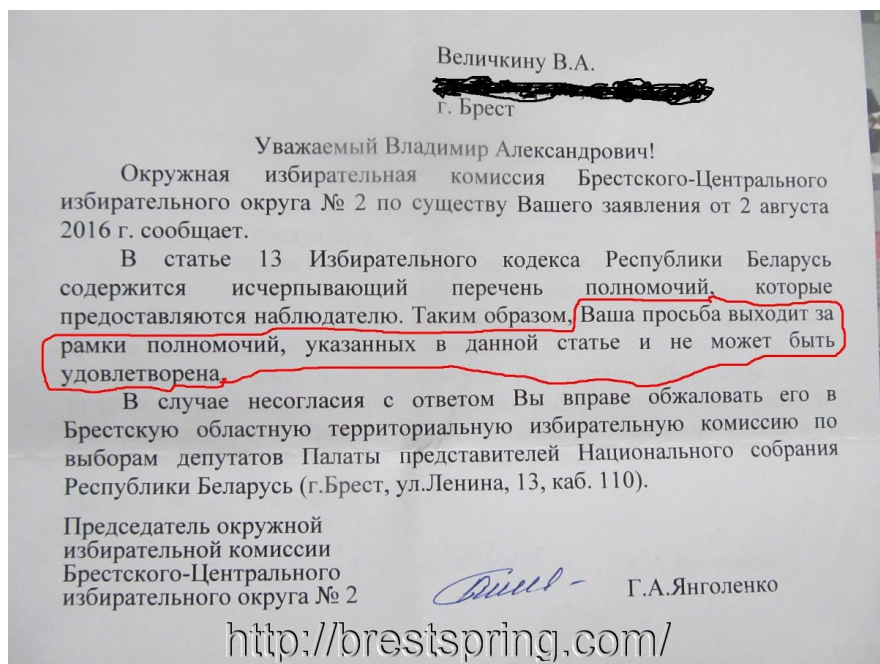 Величкину В.А.
г. Брест
Уважаемый Владимир Александрович!
Окружная избирательная комиссия Брестского-Центрального
избирательного округа № 2 по существу Вашего заявления от 2 августа
2016 г. сообщает.
В статье 13 Избирательного кодекса Республики Беларусь
содержится исчерпывающий перечень полномочий, которые
предоставляются наблюдателю. Таким образом, Ваша просьба выходит за
рамки полномочий, указанных в данной статье и не может быть
удовлетворена.
В случае несогласия с ответом Вы вправе обжаловать его в
Брестскую областную территориальную избирательную комиссию по
выборам депутатов Палаты представителей Национального собрания
Республики Беларусь (г.Брест, ул.Ленина, 13, каб. 110).
Председатель окружной
избирательной комиссии
Брестского-Центрального
избирательного округа № 2
Г.А.Янголенко
http://brestspring.com/